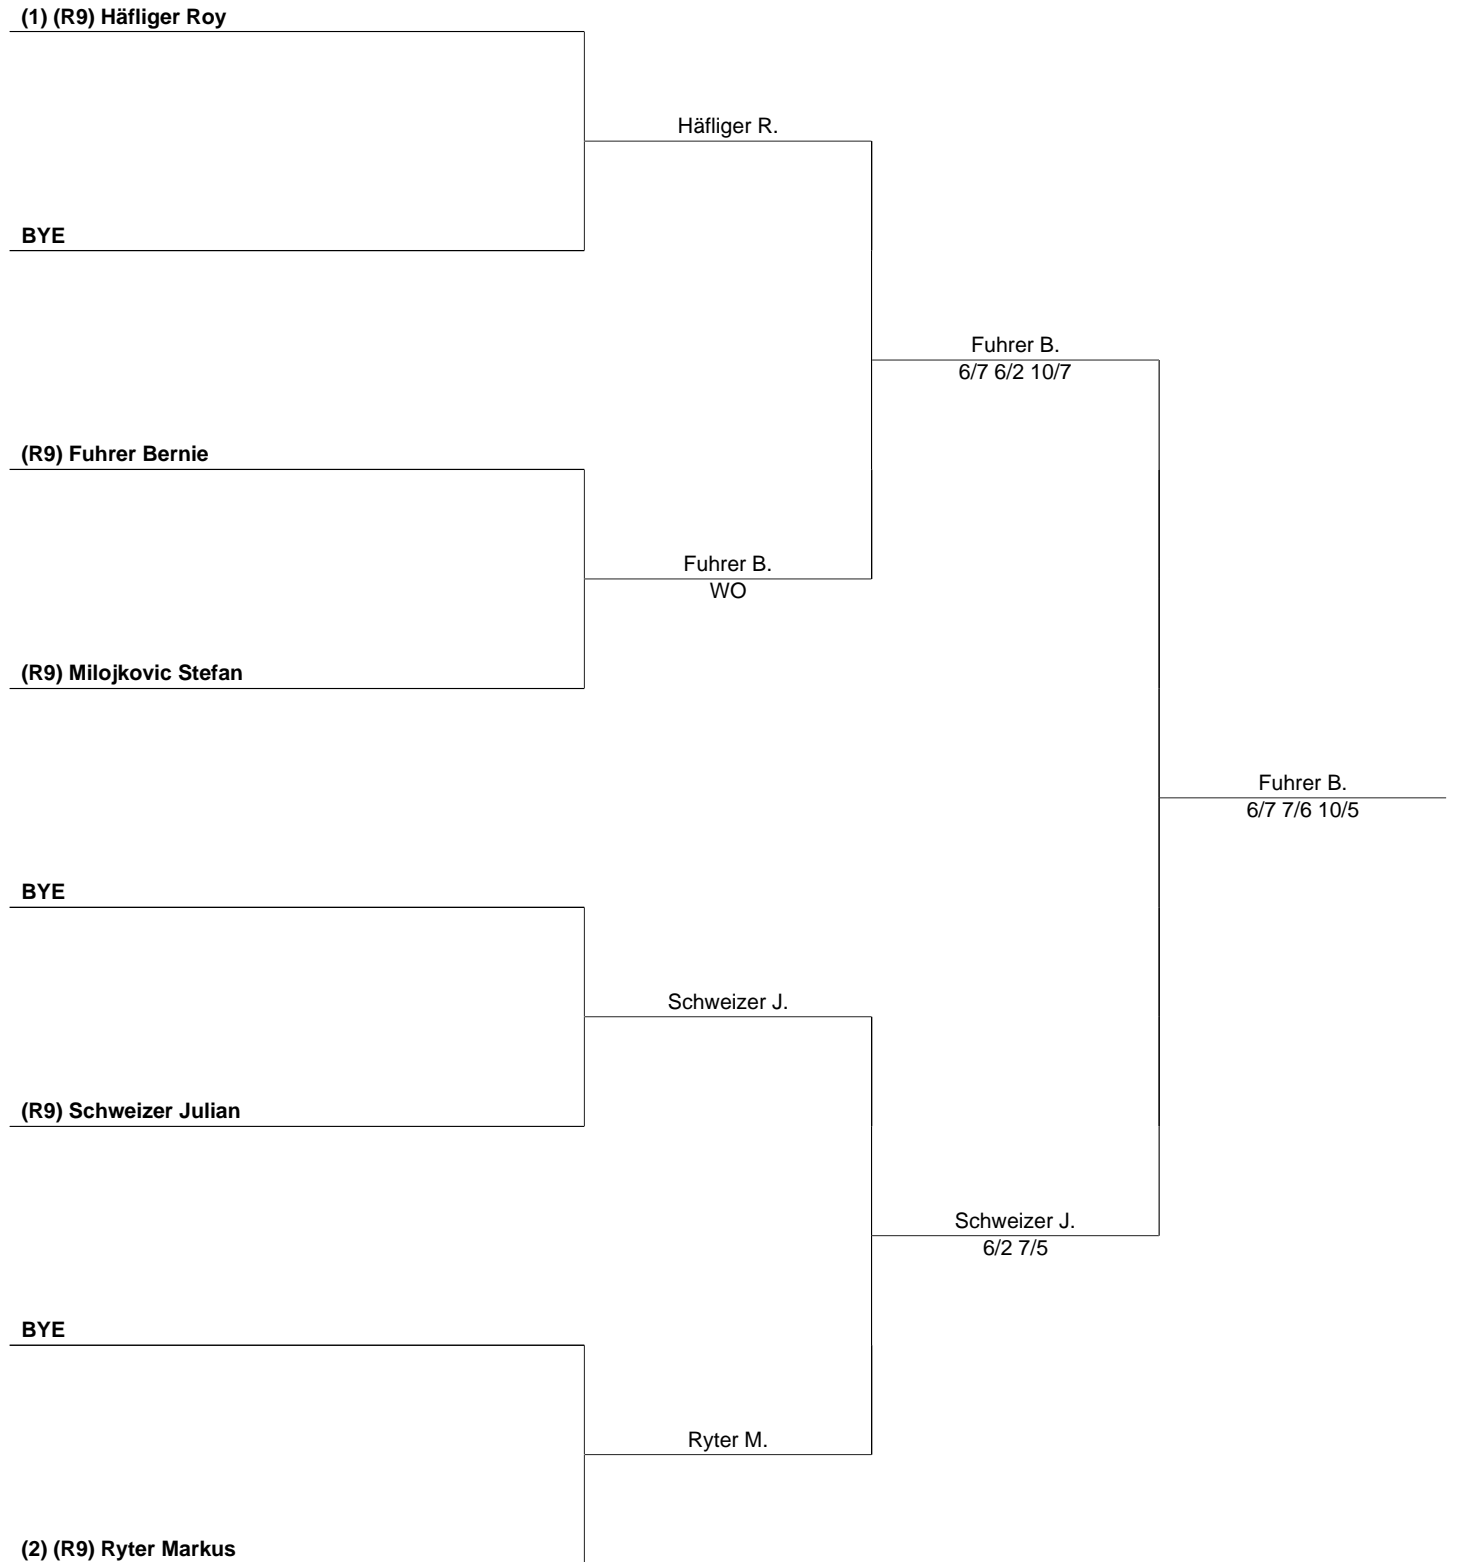 (1) (R9) Häfliger Roy
Häfliger R.
BYE
Fuhrer B.
6/7 6/2 10/7
(R9) Fuhrer Bernie
Fuhrer B.
WO
(R9) Milojkovic Stefan
Fuhrer B.
6/7 7/6 10/5
BYE
Schweizer J.
(R9) Schweizer Julian
Schweizer J.
6/2 7/5
BYE
Ryter M.
(2) (R9) Ryter Markus